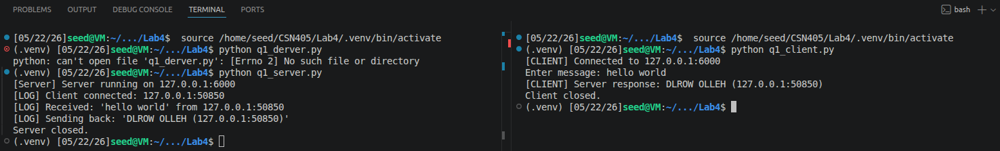 PROBLEMS OUTPUT DEBUG CONSOLE TERMINAL PORTS
bash
[05/22/26]seed@VM:~/.../Lab4$  source /home/seed/CSN405/Lab4/.venv/bin/activate
(.venv) [05/22/26]seed@VM:~/.../Lab4$ python q1_derver.py
python: can't open file 'q1_derver.py': [Errno 2] No such file or directory
(.venv) [05/22/26]seed@VM:~/.../Lab4$ python q1_server.py
[Server] Server running on 127.0.0.1:6000
[LOG] Client connected: 127.0.0.1:50850
[LOG] Received: 'hello world' from 127.0.0.1:50850
[LOG] Sending back: 'DLROW OLLEH (127.0.0.1:50850)'
Server closed.
(.venv) [05/22/26]seed@VM:~/.../Lab4$
[05/22/26]seed@VM:~/.../Lab4$  source /home/seed/CSN405/Lab4/.venv/bin/activate
(.venv) [05/22/26]seed@VM:~/.../Lab4$ python q1_client.py
[CLIENT] Connected to 127.0.0.1:6000
Enter message: hello world
[CLIENT] Server response: DLROW OLLEH (127.0.0.1:50850)
Client closed.
(.venv) [05/22/26]seed@VM:~/.../Lab4$